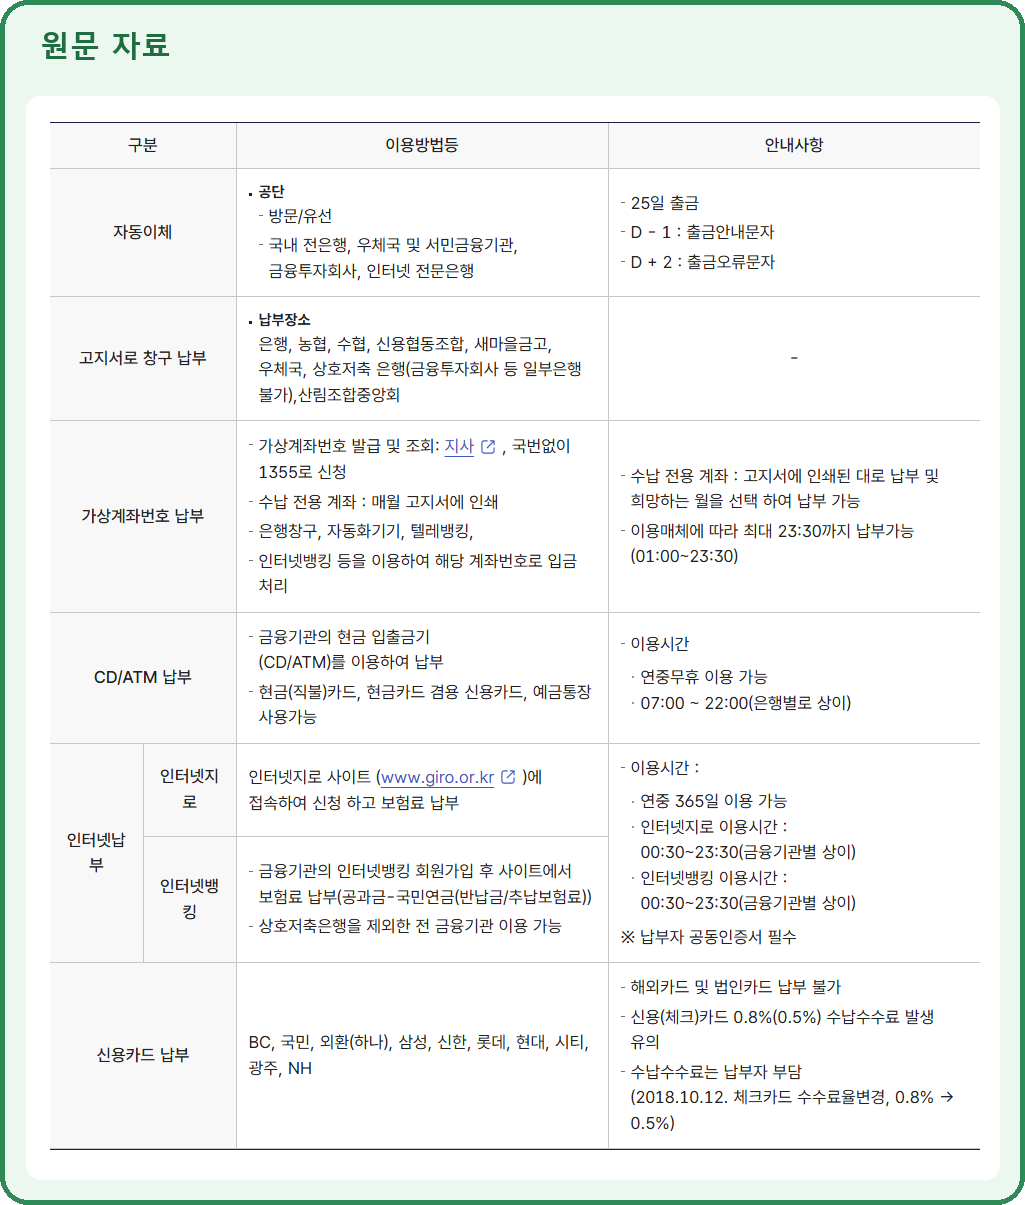 원문 자료
구분
이용방법등
안내사항
자동이체
▪ 공단
- 방문/유선
- 국내 전은행, 우체국 및 서민금융기관,
금융투자회사, 인터넷 전문은행
- 25일 출금
- D - 1 : 출금안내문자
- D + 2 : 출금오류문자
고지서로 창구 납부
▪ 납부장소
은행, 농협, 수협, 신용협동조합, 새마을금고,
우체국, 상호저축 은행(금융투자회사 등 일부은행
불가),산림조합중앙회
-
가상계좌번호 납부
- 가상계좌번호 발급 및 조회: 지사 , 국번없이
1355로 신청
- 수납 전용 계좌 : 매월 고지서에 인쇄
- 은행창구, 자동화기기, 텔레뱅킹,
- 인터넷뱅킹 등을 이용하여 해당 계좌번호로 입금
처리
- 수납 전용 계좌 : 고지서에 인쇄된 대로 납부 및
희망하는 월을 선택 하여 납부 가능
- 이용매체에 따라 최대 23:30까지 납부가능
(01:00~23:30)
CD/ATM 납부
- 금융기관의 현금 입출금기
(CD/ATM)를 이용하여 납부
- 현금(직불)카드, 현금카드 겸용 신용카드, 예금통장
사용가능
- 이용시간
· 연중무휴 이용 가능
· 07:00 ~ 22:00(은행별로 상이)
인터넷납
부
인터넷지
로
인터넷지로 사이트 (www.giro.or.kr )에
접속하여 신청 하고 보험료 납부
인터넷뱅
킹
- 금융기관의 인터넷뱅킹 회원가입 후 사이트에서
보험료 납부(공과금-국민연금(반납금/추납보험료))
- 상호저축은행을 제외한 전 금융기관 이용 가능
- 이용시간 :
· 연중 365일 이용 가능
· 인터넷지로 이용시간 :
00:30~23:30(금융기관별 상이)
· 인터넷뱅킹 이용시간 :
00:30~23:30(금융기관별 상이)
※ 납부자 공동인증서 필수
신용카드 납부
BC, 국민, 외환(하나), 삼성, 신한, 롯데, 현대, 시티,
광주, NH
- 해외카드 및 법인카드 납부 불가
- 신용(체크)카드 0.8%(0.5%) 수납수수료 발생
유의
- 수납수수료는 납부자 부담
(2018.10.12. 체크카드 수수료율변경, 0.8% →
0.5%)